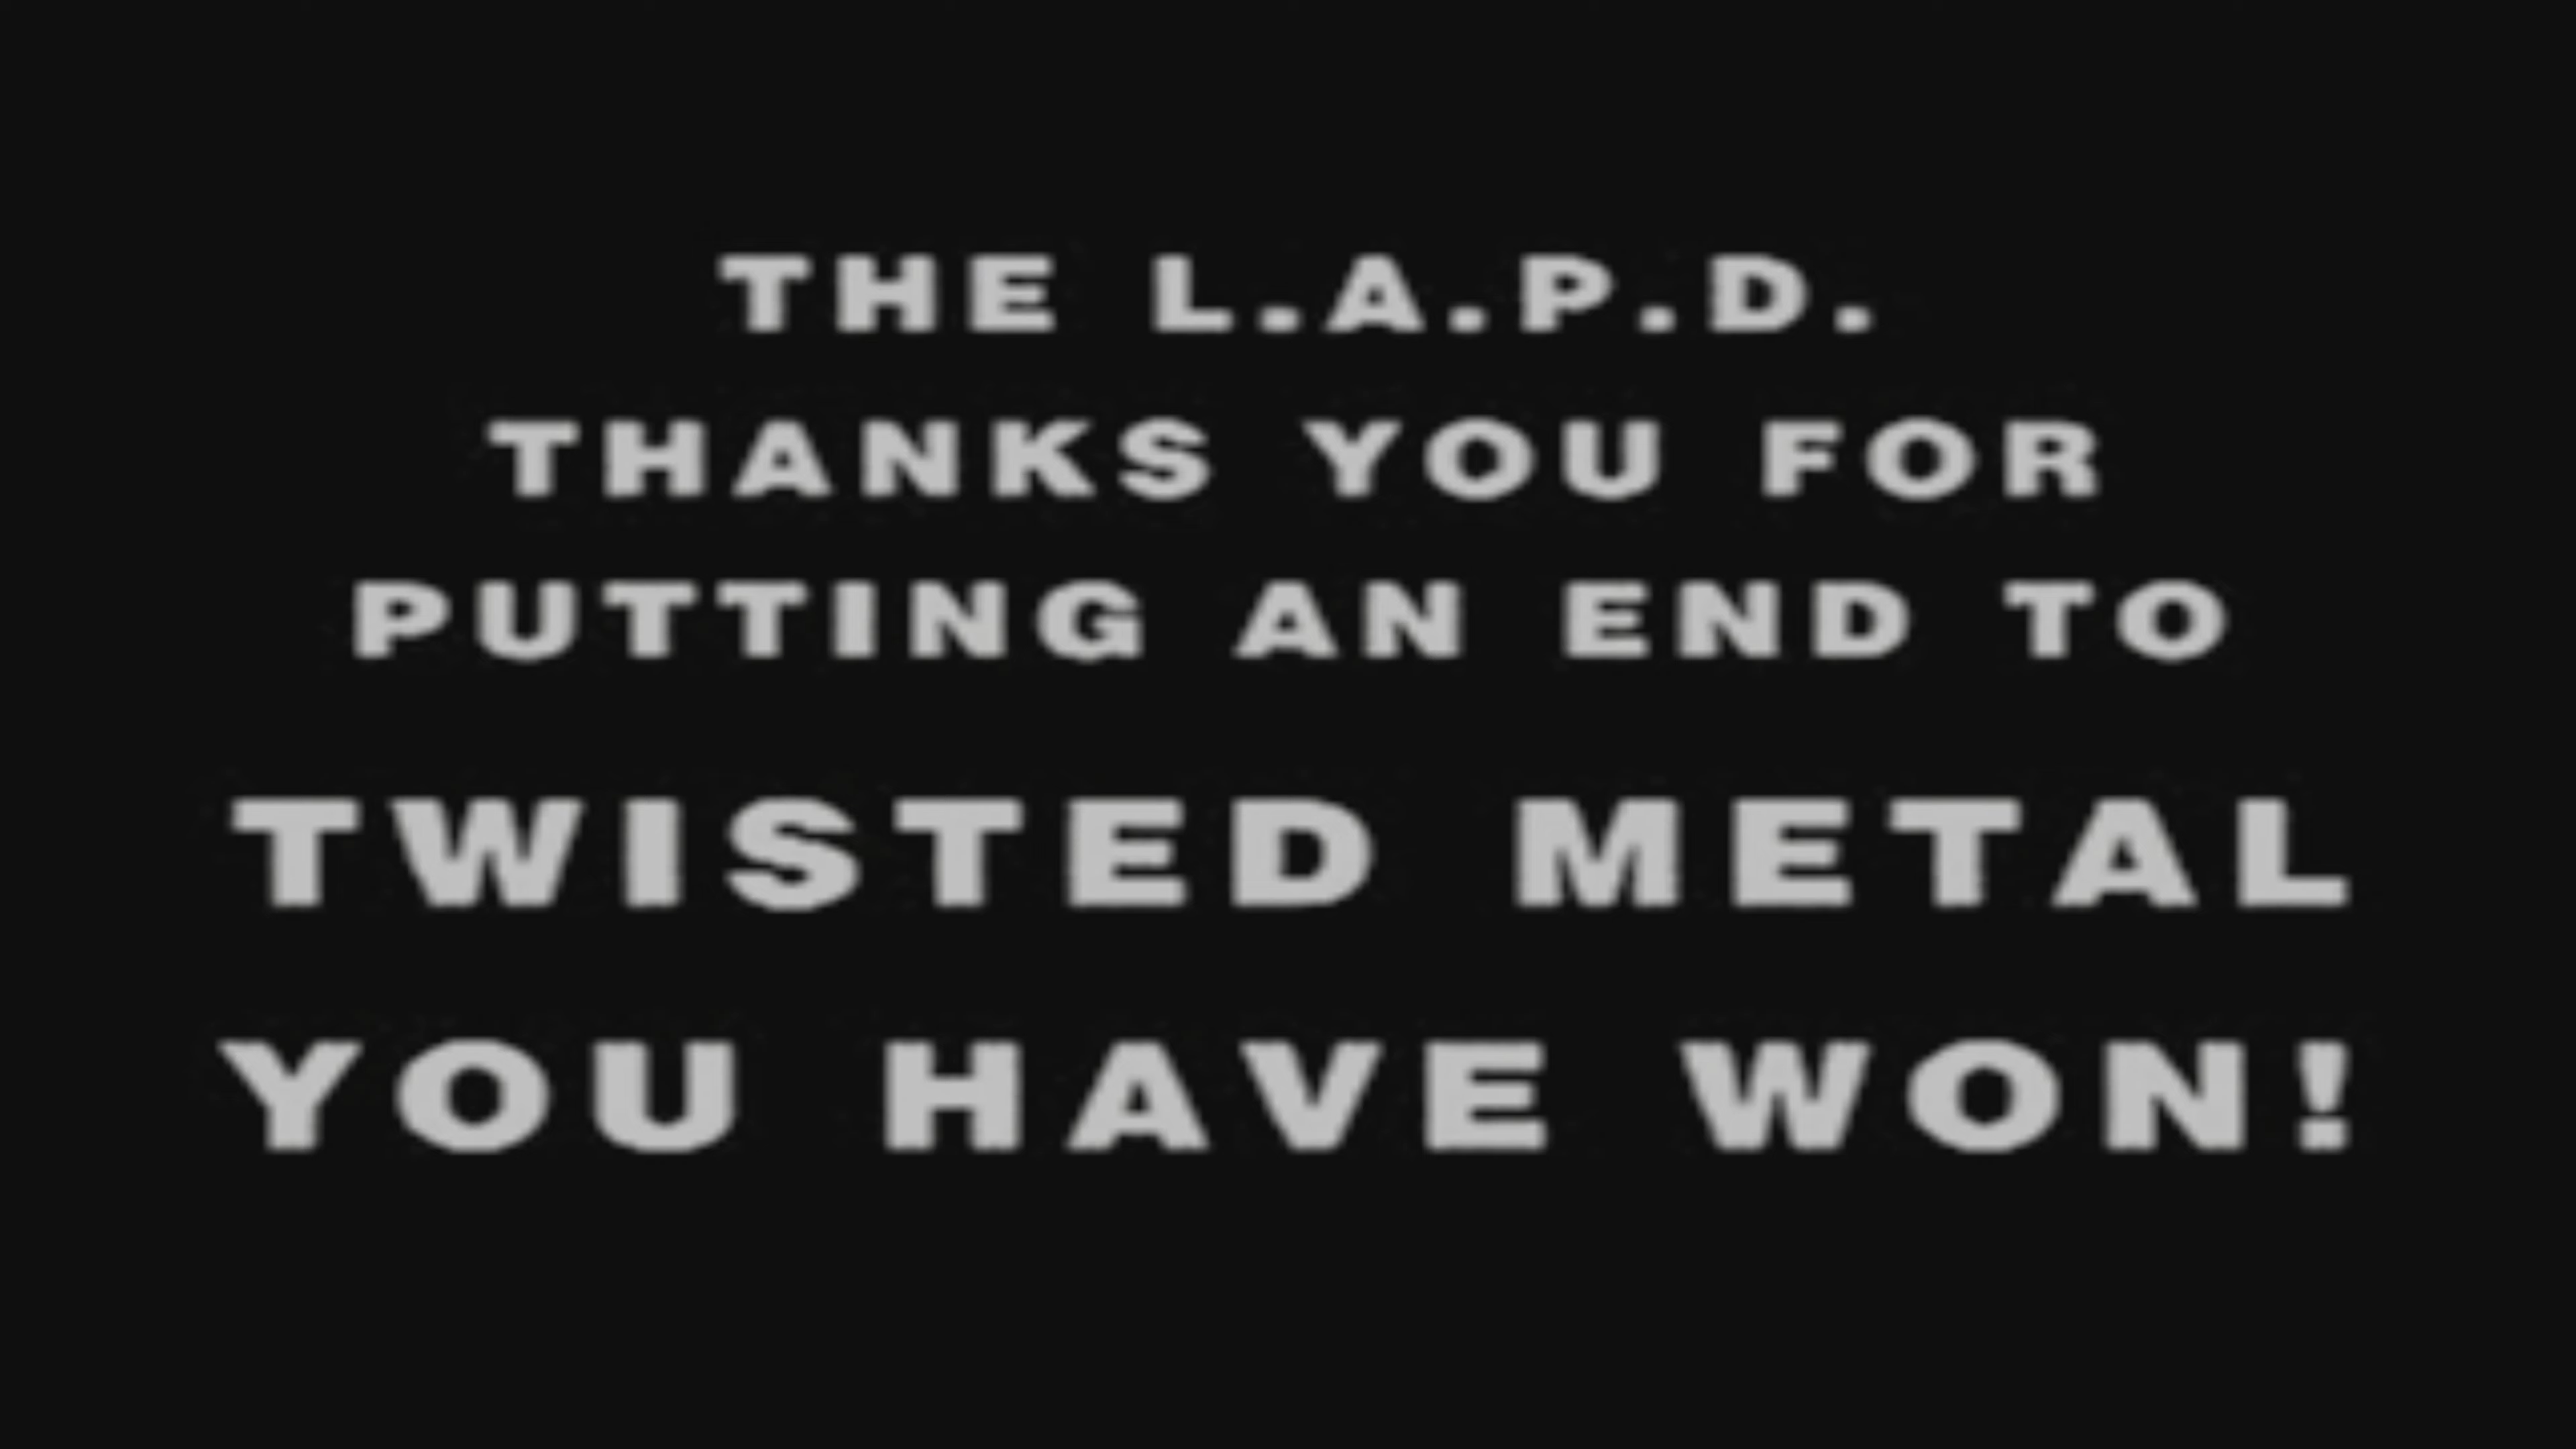 THE L.A.P.D.
THANKS YOU FOR
PUTTING AN END TO
TWISTED METAL
YOU HAVE WON!